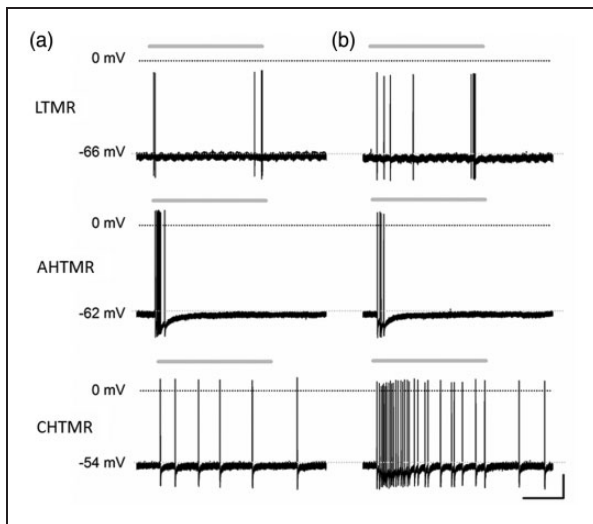 (a) (b)
0 mV
LTMR
-66 mV
0 mV
AHTMR
-62 mV
0 mV
CHTMR
-54 mV